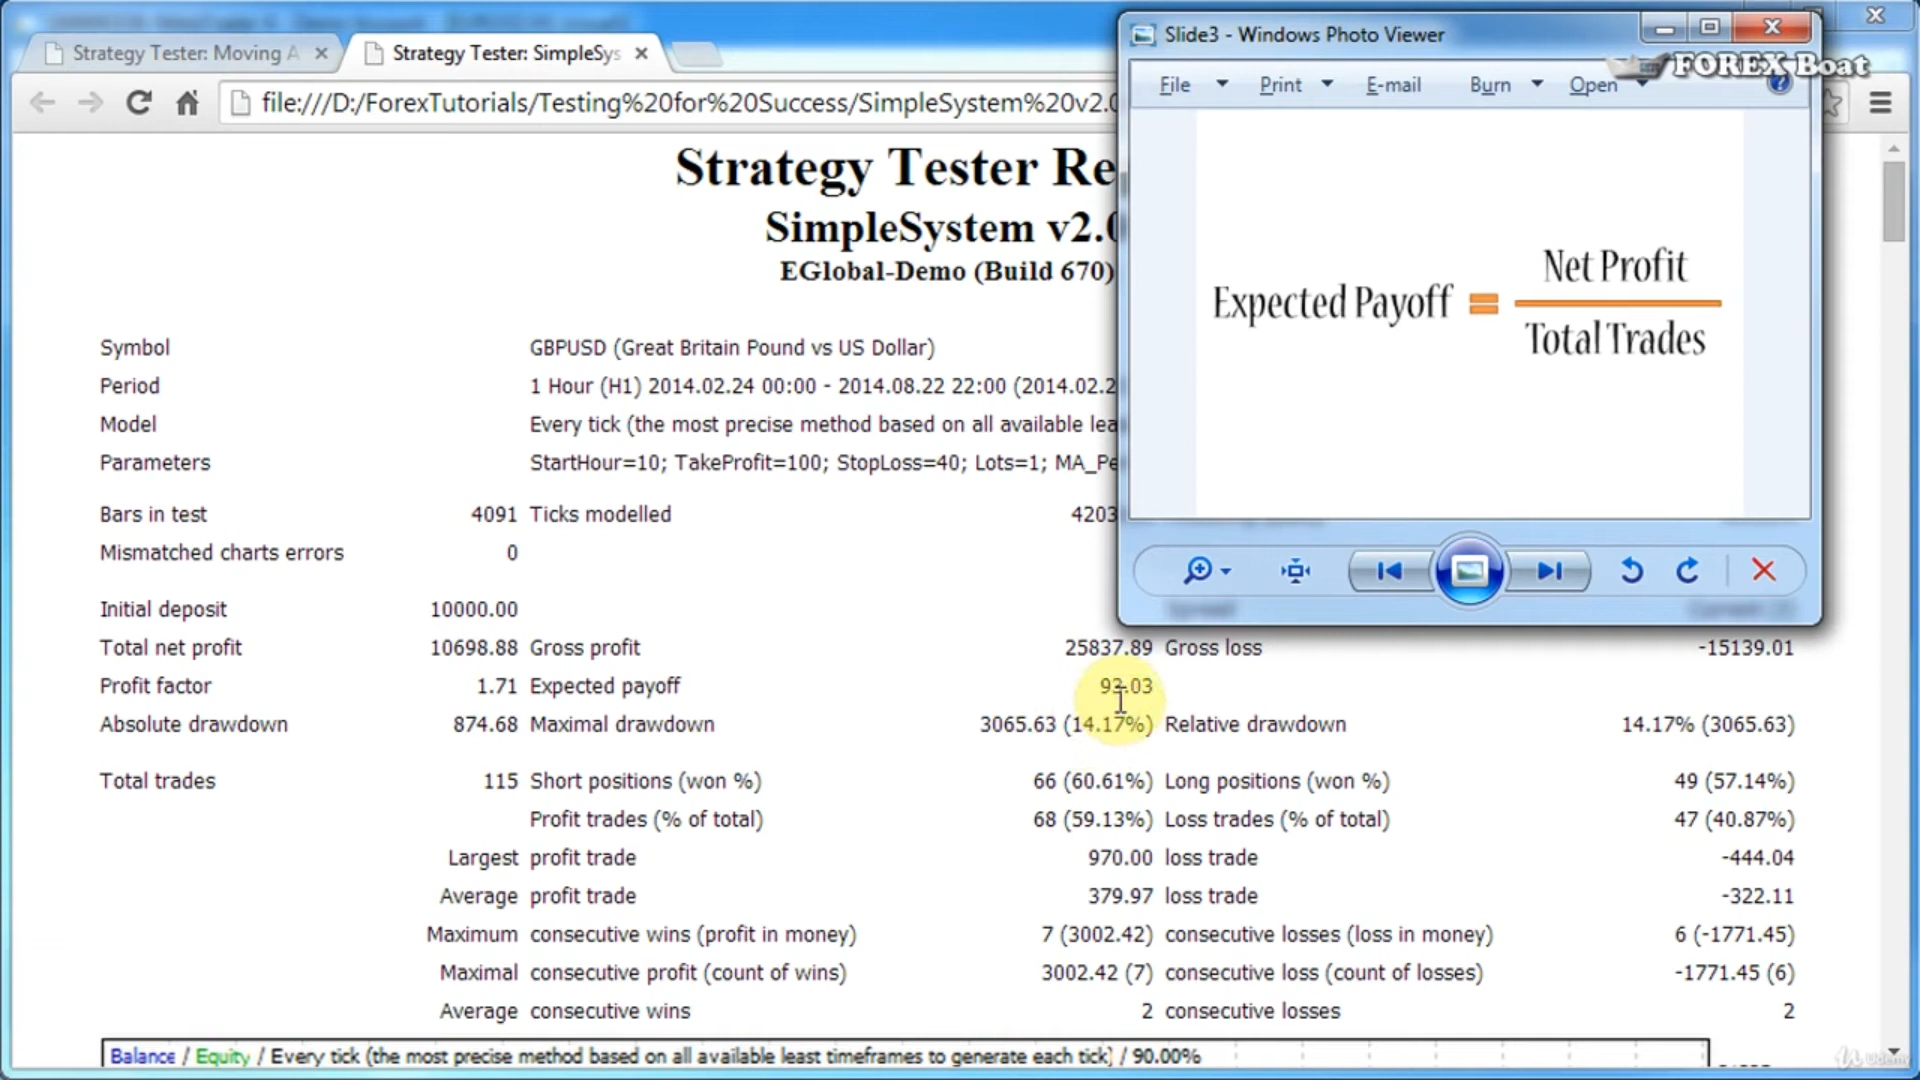 Strategy Tester: Moving A
Strategy Tester: SimpleSys
file:///D:/ForexTutorials/Testing%20for%20Success/SimpleSystem%20v2.0
Strategy Tester Re
SimpleSystem v2.0
EGlobal-Demo (Build 670)
Symbol GBPUSD (Great Britain Pound vs US Dollar)
Period 1 Hour (H1) 2014.02.24 00:00 - 2014.08.22 22:00 (2014.02.2
Model Every tick (the most precise method based on all available lea
Parameters StartHour=10; TakeProfit=100; StopLoss=40; Lots=1; MA_Pe
Bars in test 4091 Ticks modelled 4203
Mismatched charts errors 0
Initial deposit 10000.00
Total net profit 10698.88 Gross profit 25837.89 Gross loss -15139.01
Profit factor 1.71 Expected payoff 93.03
Absolute drawdown 874.68 Maximal drawdown 3065.63 (14.17%) Relative drawdown 14.17% (3065.63)
Total trades 115 Short positions (won %) 66 (60.61%) Long positions (won %) 49 (57.14%)
Profit trades (% of total) 68 (59.13%) Loss trades (% of total) 47 (40.87%)
Largest profit trade 970.00 loss trade -444.04
Average profit trade 379.97 loss trade -322.11
Maximum consecutive wins (profit in money) 7 (3002.42) consecutive losses (loss in money) 6 (-1771.45)
Maximal consecutive profit (count of wins) 3002.42 (7) consecutive loss (count of losses) -1771.45 (6)
Average consecutive wins 2 consecutive losses 2
Balance / Equity / Every tick (the most precise method based on all available least timeframes to generate each tick) / 90.00%
Slide3 - Windows Photo Viewer
FOREX Boat
File Print E-mail Burn Open
Expected Payoff = Net Profit
Total Trades
Udemy